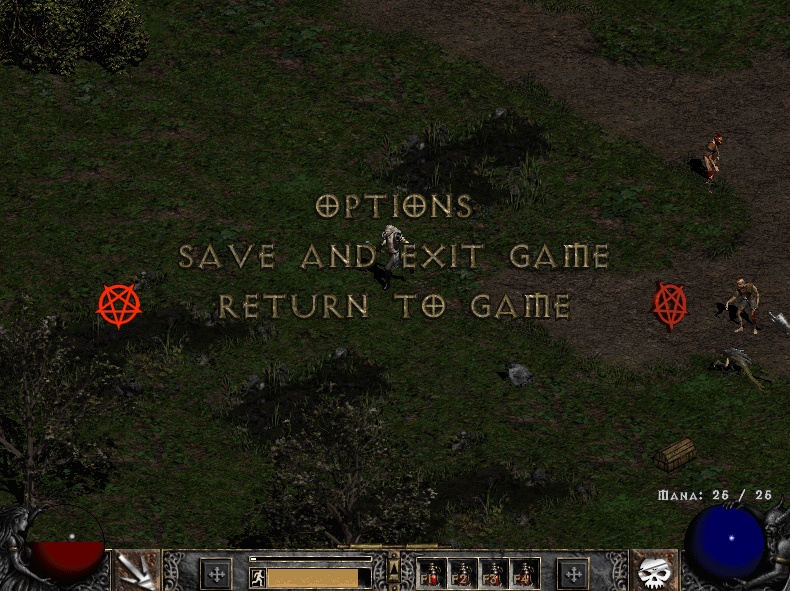 OPTIONS
SAVE AND EXIT GAME
RETURN TO GAME
MANA: 26 / 26
F1 F2 F3 F4